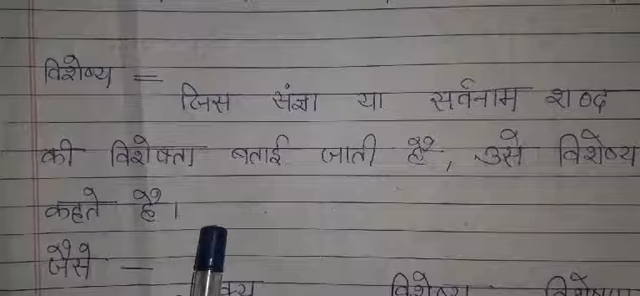 विशेष्य =
जिस संज्ञा या सर्वनाम शब्द
की विशेषता बताई जाती है, उसे विशेष्य
कहते है।
जैसे —
विशेष्य